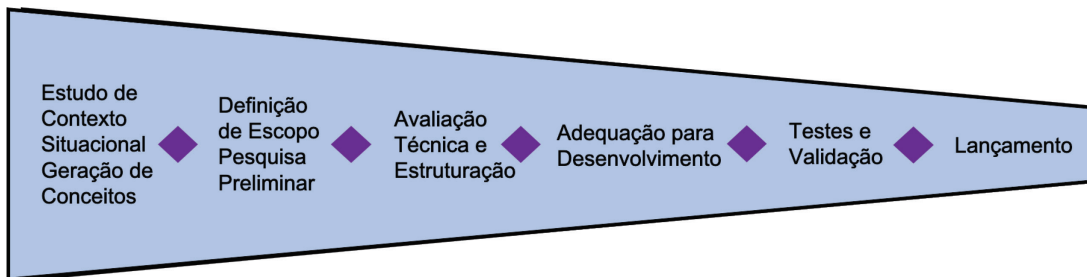 Estudo de
Contexto
Situacional
Geração de
Conceitos
Definição
de Escopo
Pesquisa
Preliminar
Avaliação
Técnica e
Estruturação
Adequação para
Desenvolvimento
Testes e
Validação
Lançamento